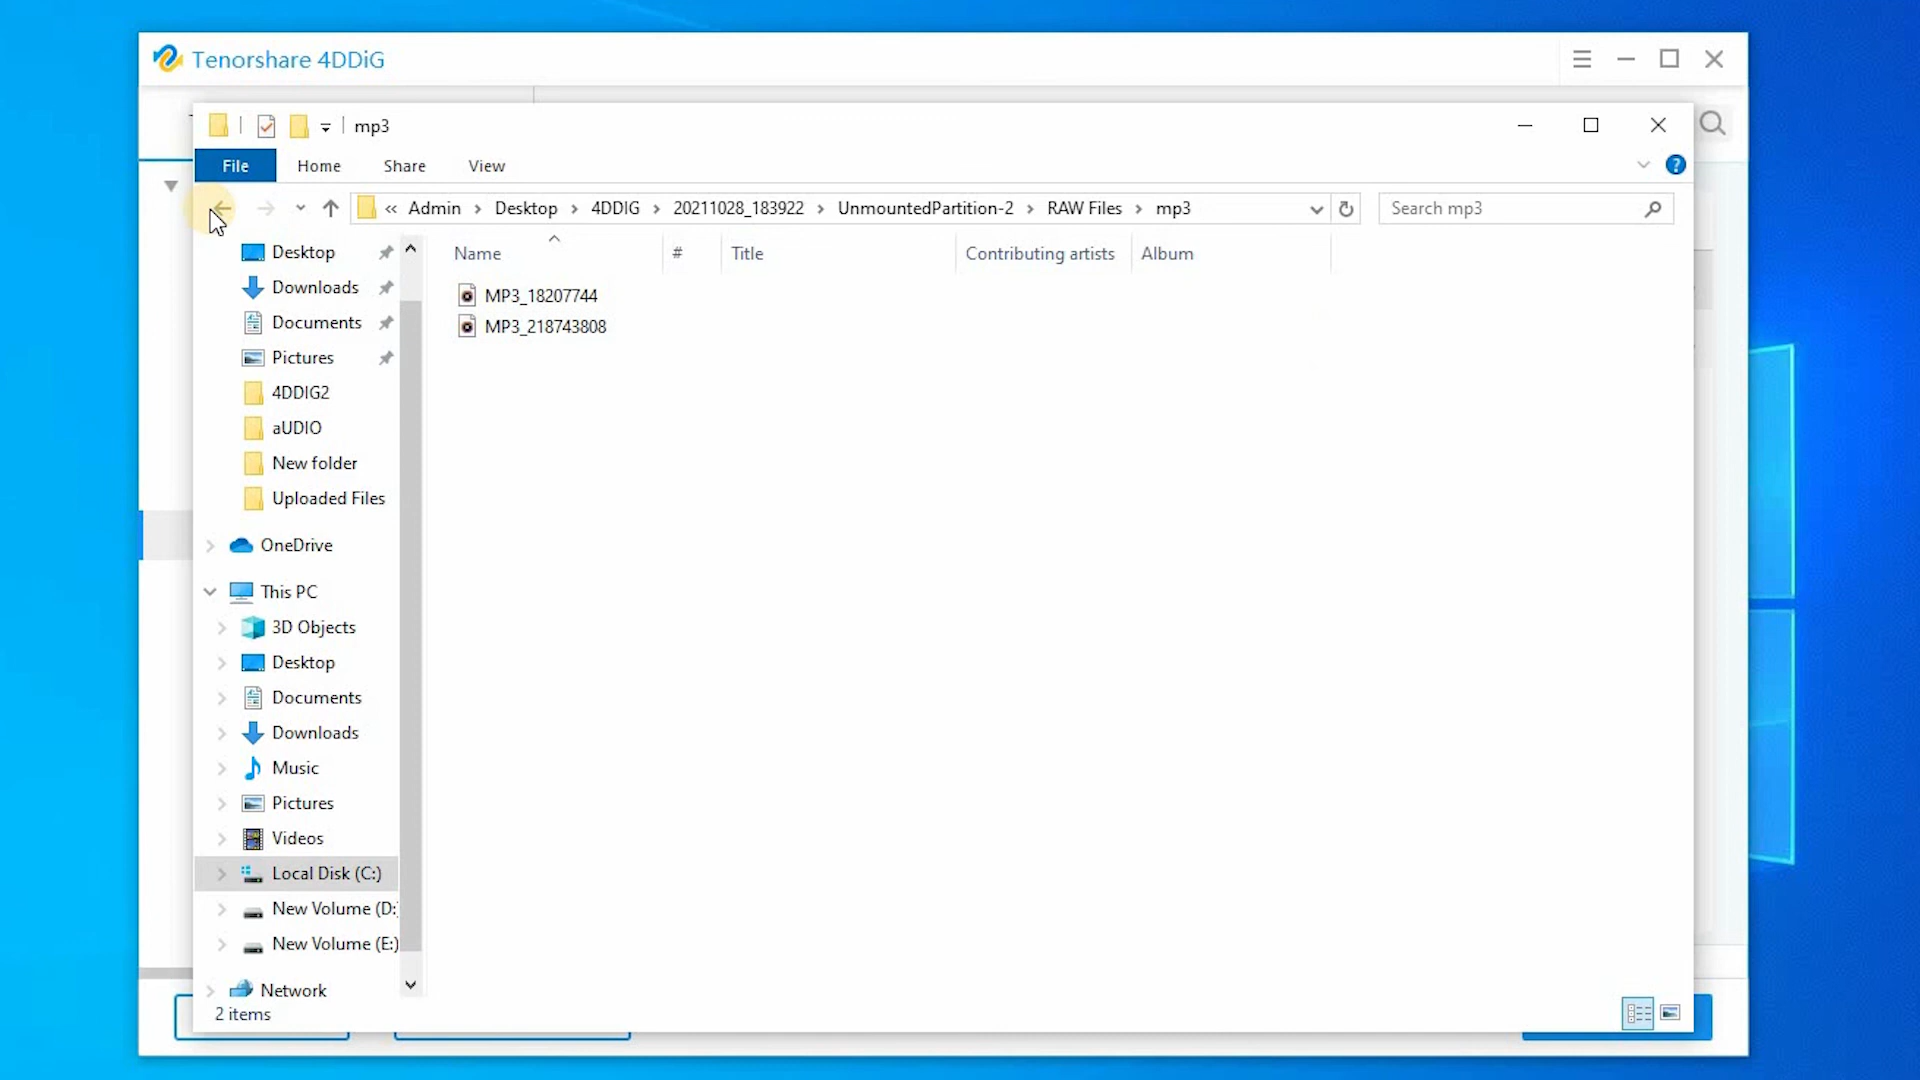 Tenorshare 4DDiG
mp3
File Home Share View
« Admin › Desktop › 4DDIG › 20211028_183922 › UnmountedPartition-2 › RAW Files › mp3
Search mp3
Name # Title Contributing artists Album
MP3_18207744
MP3_218743808
Desktop
Downloads
Documents
Pictures
4DDIG2
aUDIO
New folder
Uploaded Files
OneDrive
This PC
3D Objects
Desktop
Documents
Downloads
Music
Pictures
Videos
Local Disk (C:)
New Volume (D:
New Volume (E:)
Network
2 items